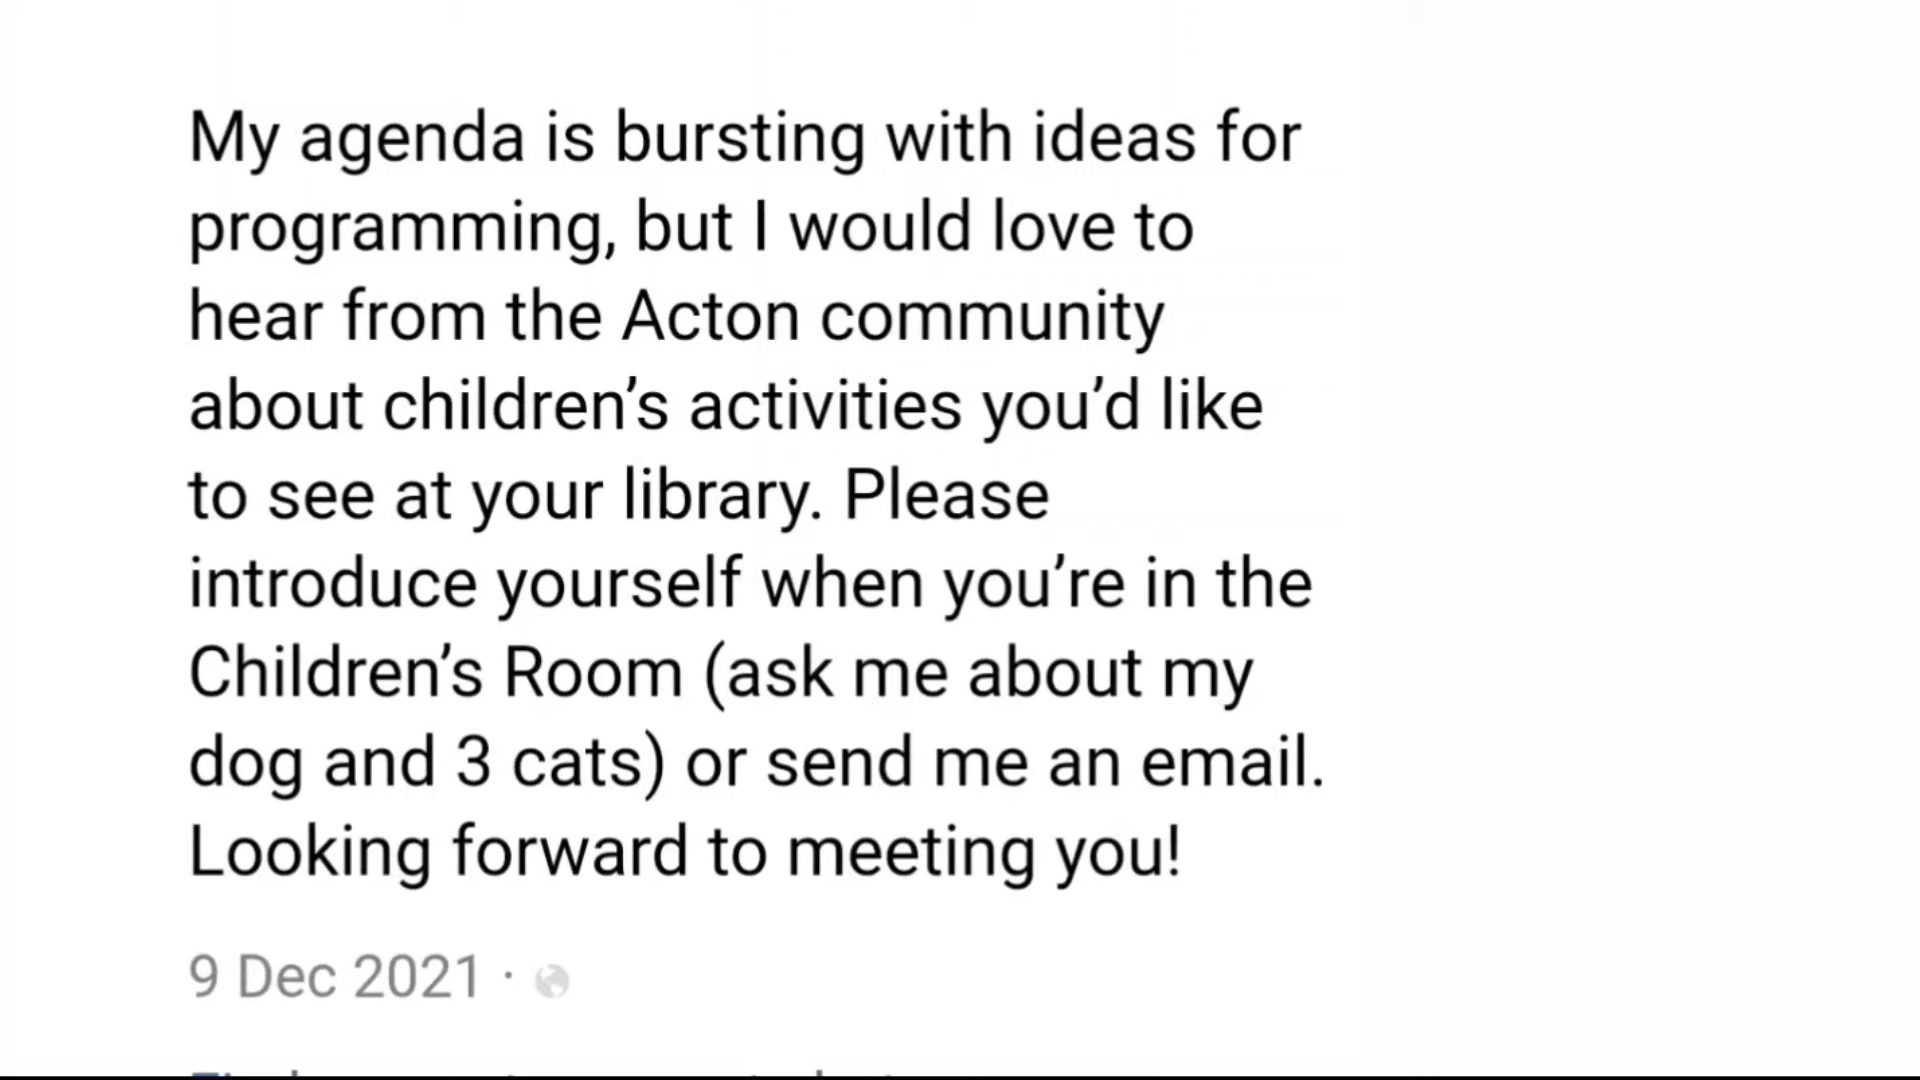 My agenda is bursting with ideas for
programming, but I would love to
hear from the Acton community
about children’s activities you’d like
to see at your library. Please
introduce yourself when you’re in the
Children’s Room (ask me about my
dog and 3 cats) or send me an email.
Looking forward to meeting you!
9 Dec 2021 ·